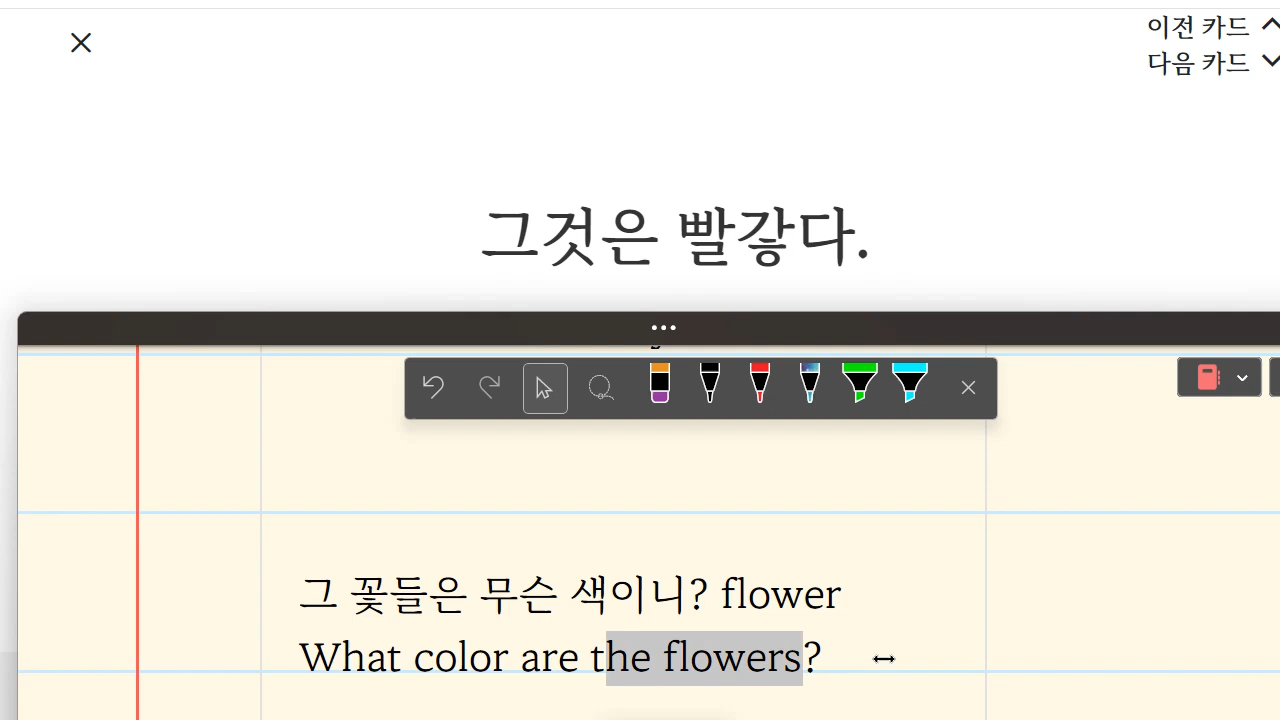 이전 카드
다음 카드
그것은 빨갛다.
그 꽃들은 무슨 색이니? flower
What color are the flowers?